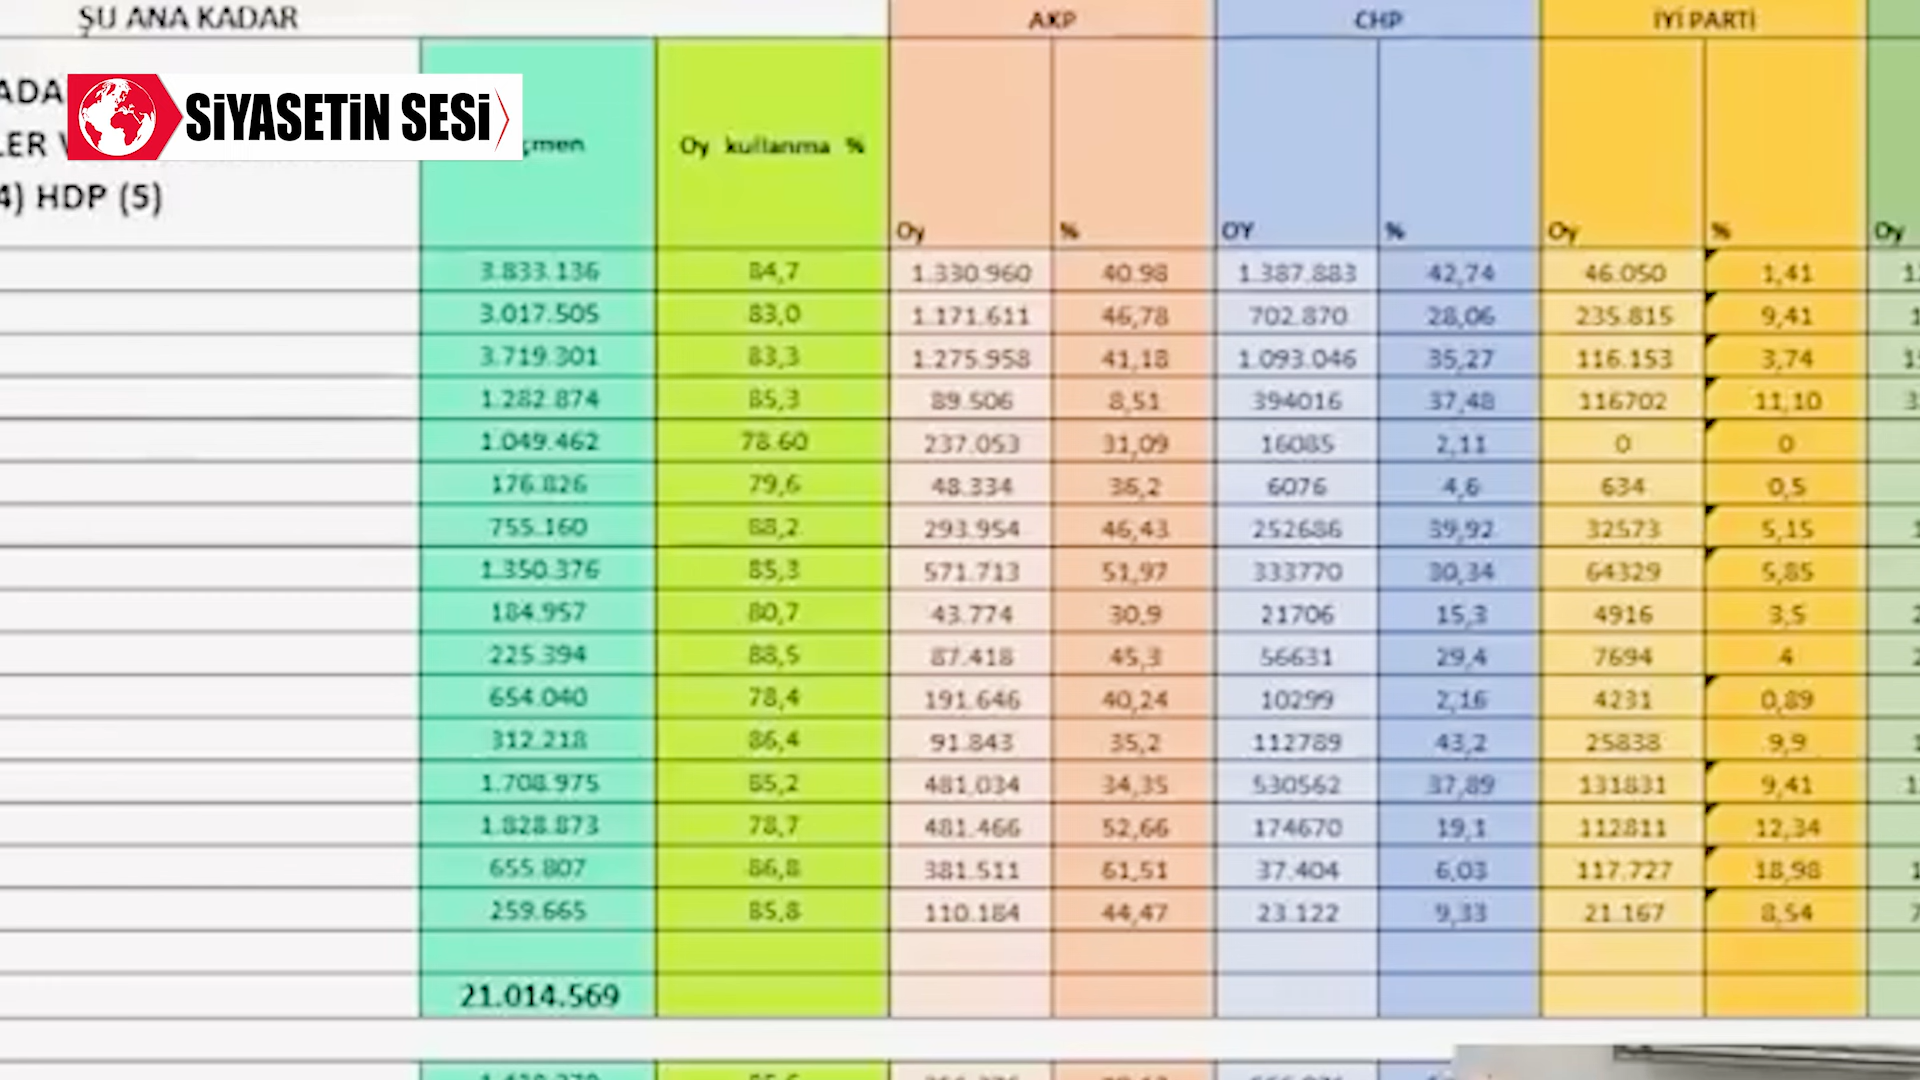 ŞU ANA KADAR AKP CHP İYİ PARTİ
ADA
SİYASETİN SESİ
LER
çmen Oy kullanma %
4) HDP (5)
Oy % OY % Oy % Oy
3.833.136 84,7 1.330.960 40.98 1.387.883 42,74 46.050 1,41
3.017.505 83,0 1.171.611 46,78 702.870 28,06 235.815 9,41
3.719.301 83,3 1.275.958 41,18 1.093.046 35,27 116.153 3,74
1.282.874 85,3 89.506 8,51 394016 37,48 116702 11,10
1.049.462 78.60 237.053 31,09 16085 2,11 0 0
176.826 79,6 48.334 36,2 6076 4,6 634 0,5
755.160 88,2 293.954 46,43 252686 39,92 32573 5,15
1.350.376 85,3 571.713 51,97 333770 30,34 64329 5,85
184.957 80,7 43.774 30,9 21706 15,3 4916 3,5
225.394 88,5 87.418 45,3 56631 29,4 7694 4
654.040 78,4 191.646 40,24 10299 2,16 4231 0,89
312.218 86,4 91.843 35,2 112789 43,2 25838 9,9
1.708.975 85,2 481.034 34,35 530562 37,89 131831 9,41
1.828.873 78,7 481.466 52,66 174670 19,1 112811 12,34
655.807 86,8 381.511 61,51 37.404 6,03 117.727 18,98
259.665 85,8 110.184 44,47 23.122 9,33 21.167 8,54
21.014.569